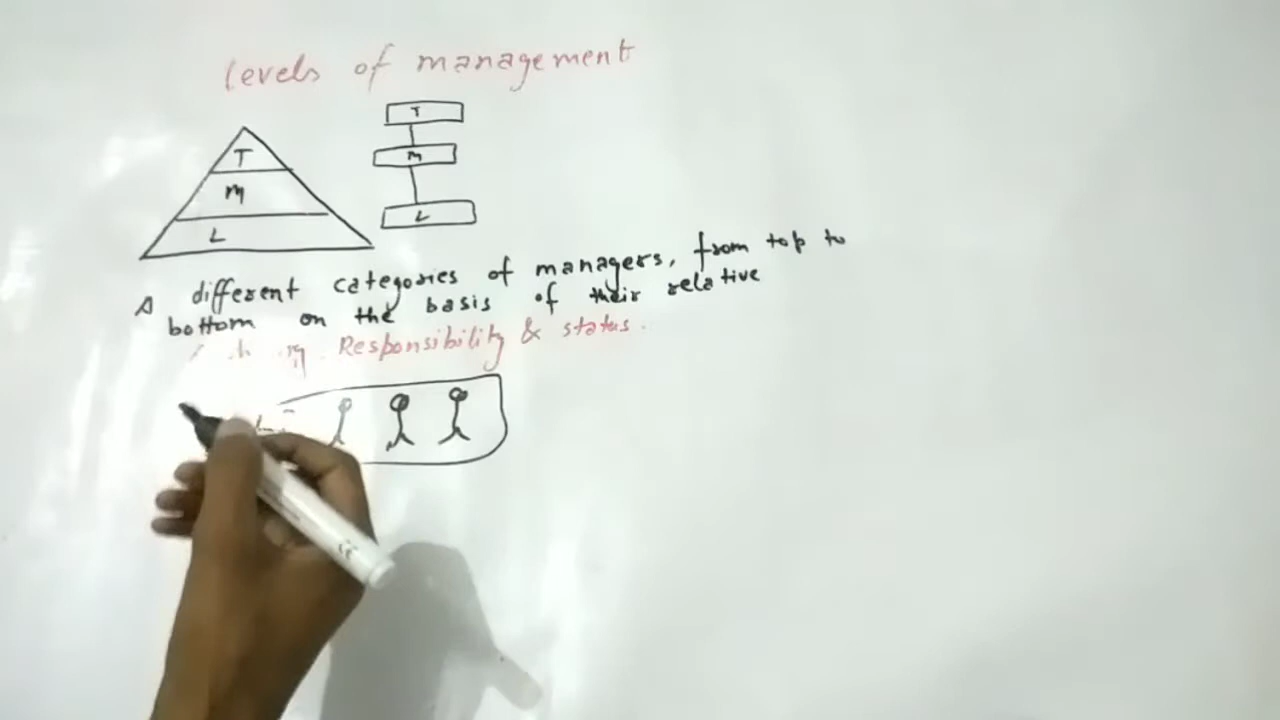 Levels of management
T
M
L
T
M
L
A different categories of managers, from top to
bottom on the basis of their relative
Responsibility & status.